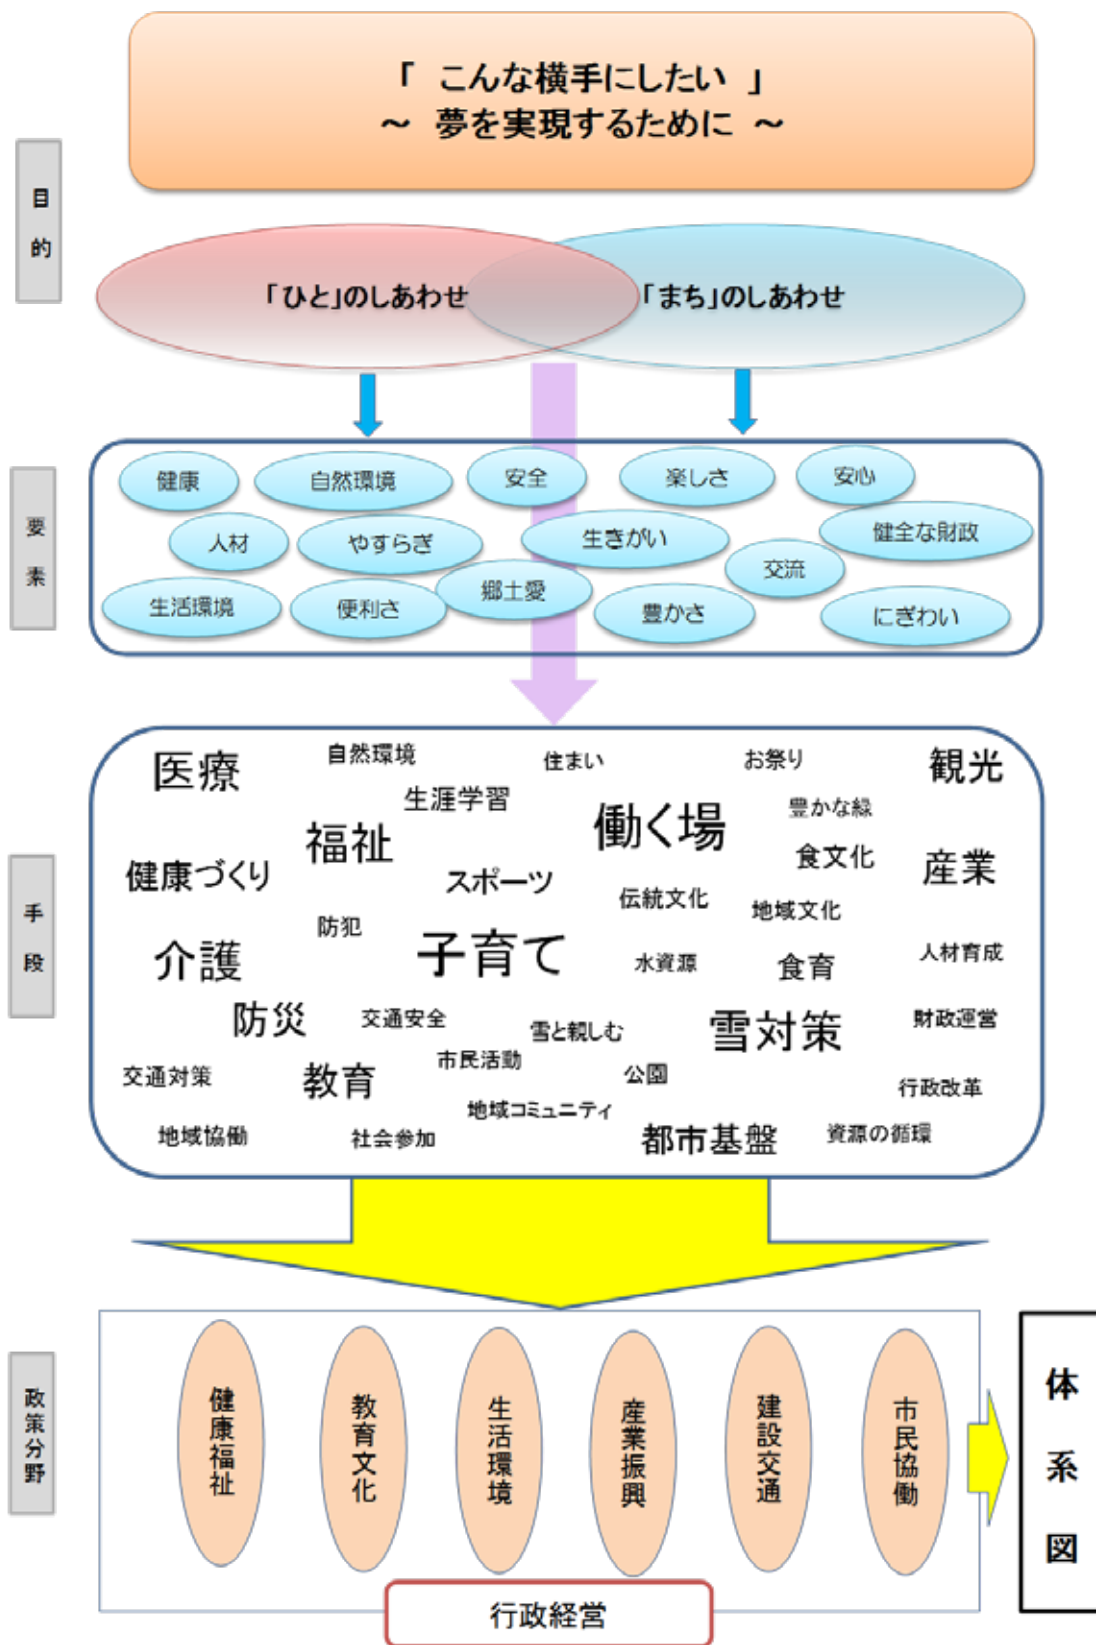 「 こんな横手にしたい 」
～ 夢を実現するために ～
目的
「ひと」のしあわせ
「まち」のしあわせ
要素
健康
自然環境
安全
楽しさ
安心
人材
やすらぎ
生きがい
健全な財政
交流
生活環境
便利さ
郷土愛
豊かさ
にぎわい
手段
医療
自然環境
住まい
お祭り
観光
生涯学習
働く場
豊かな緑
福祉
健康づくり
スポーツ
食文化
産業
伝統文化
地域文化
防犯
子育て
介護
水資源
食育
人材育成
防災
交通安全
雪と親しむ
雪対策
財政運営
市民活動
交通対策
教育
公園
行政改革
地域コミュニティ
地域協働
社会参加
都市基盤
資源の循環
政策分野
健康福祉
教育文化
生活環境
産業振興
建設交通
市民協働
体系図
行政経営